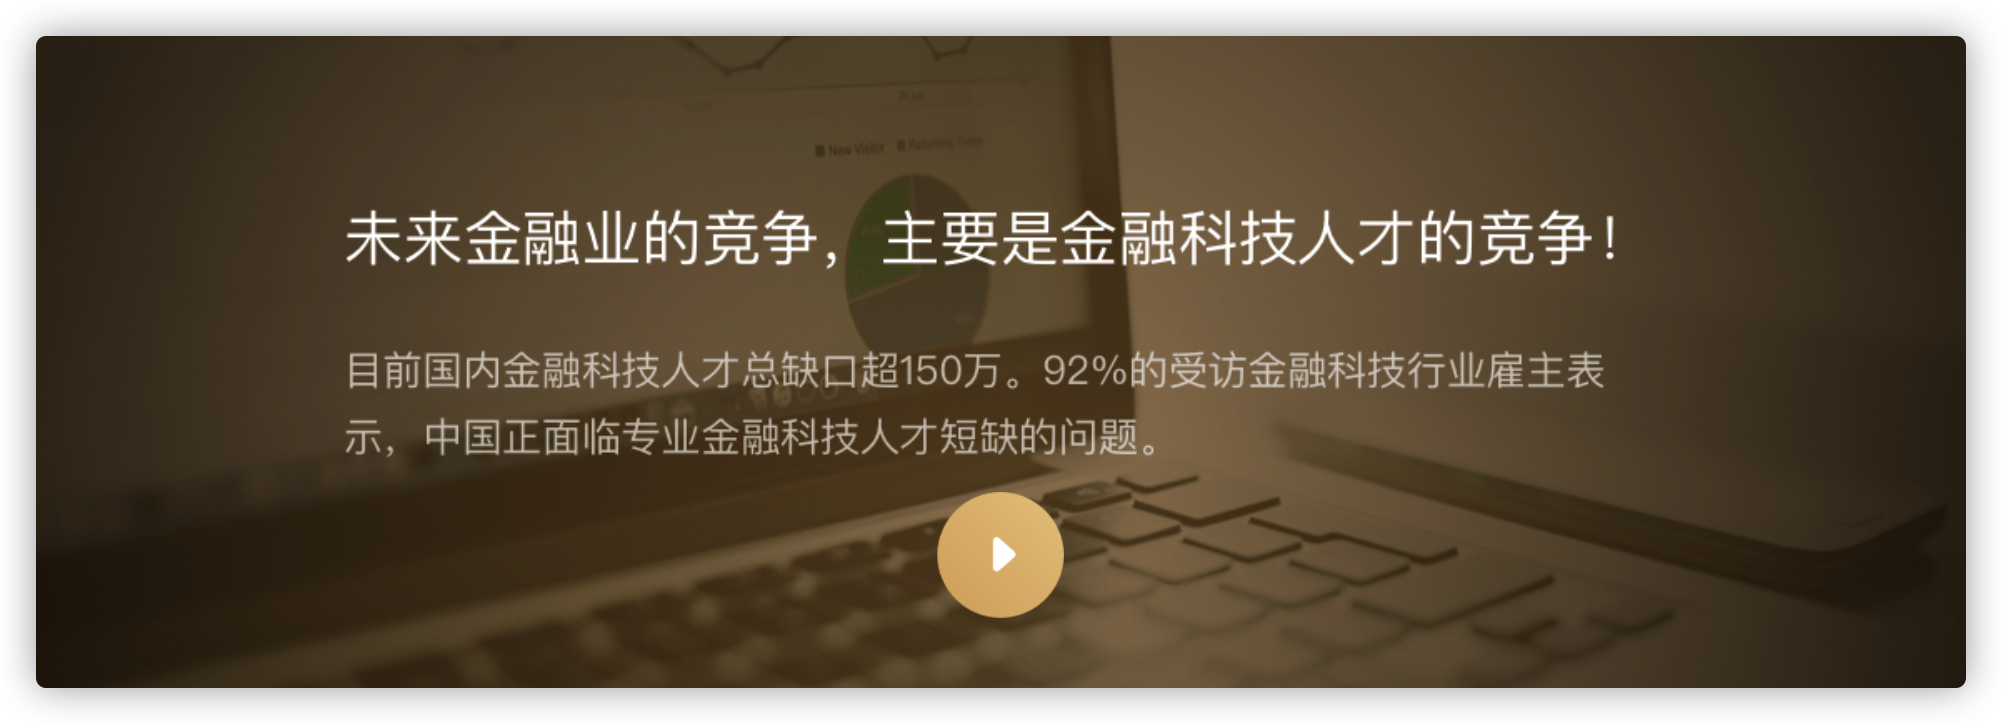 New Visitor Returning Visitor
未来金融业的竞争，主要是金融科技人才的竞争！
目前国内金融科技人才总缺口超150万。92%的受访金融科技行业雇主表
示，中国正面临专业金融科技人才短缺的问题。